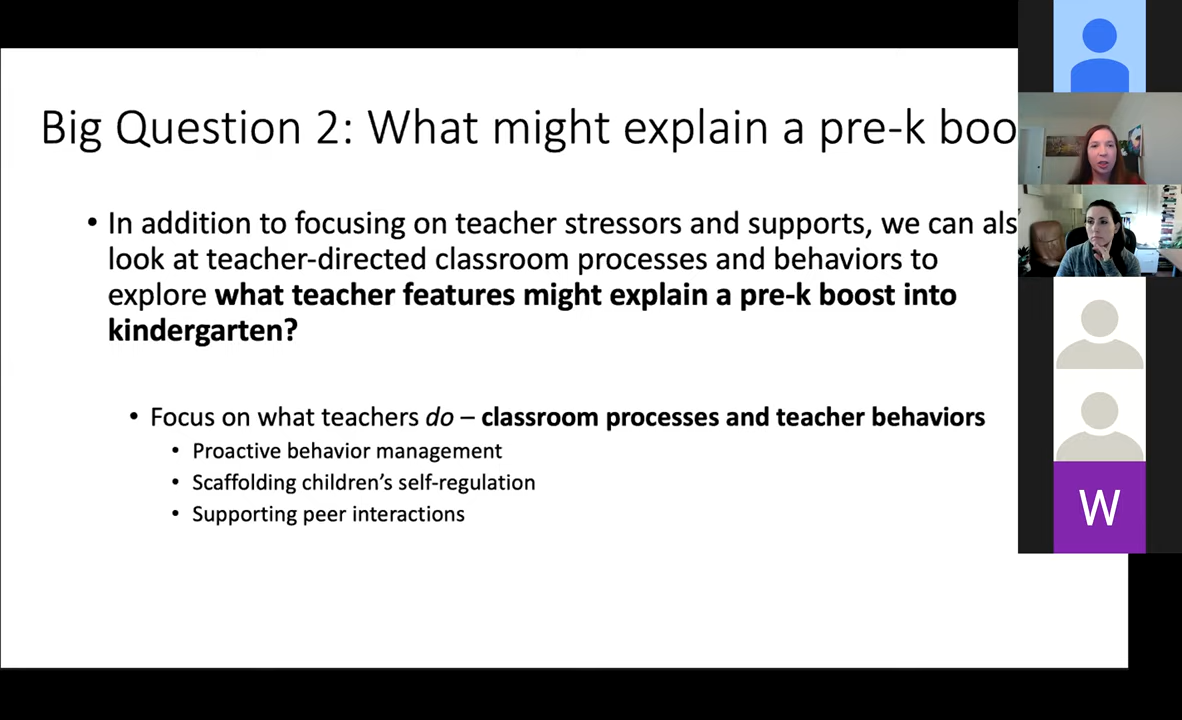 Big Question 2: What might explain a pre-k boo
• In addition to focusing on teacher stressors and supports, we can als
look at teacher-directed classroom processes and behaviors to
explore what teacher features might explain a pre-k boost into
kindergarten?
• Focus on what teachers do – classroom processes and teacher behaviors
• Proactive behavior management
• Scaffolding children's self-regulation
• Supporting peer interactions
W